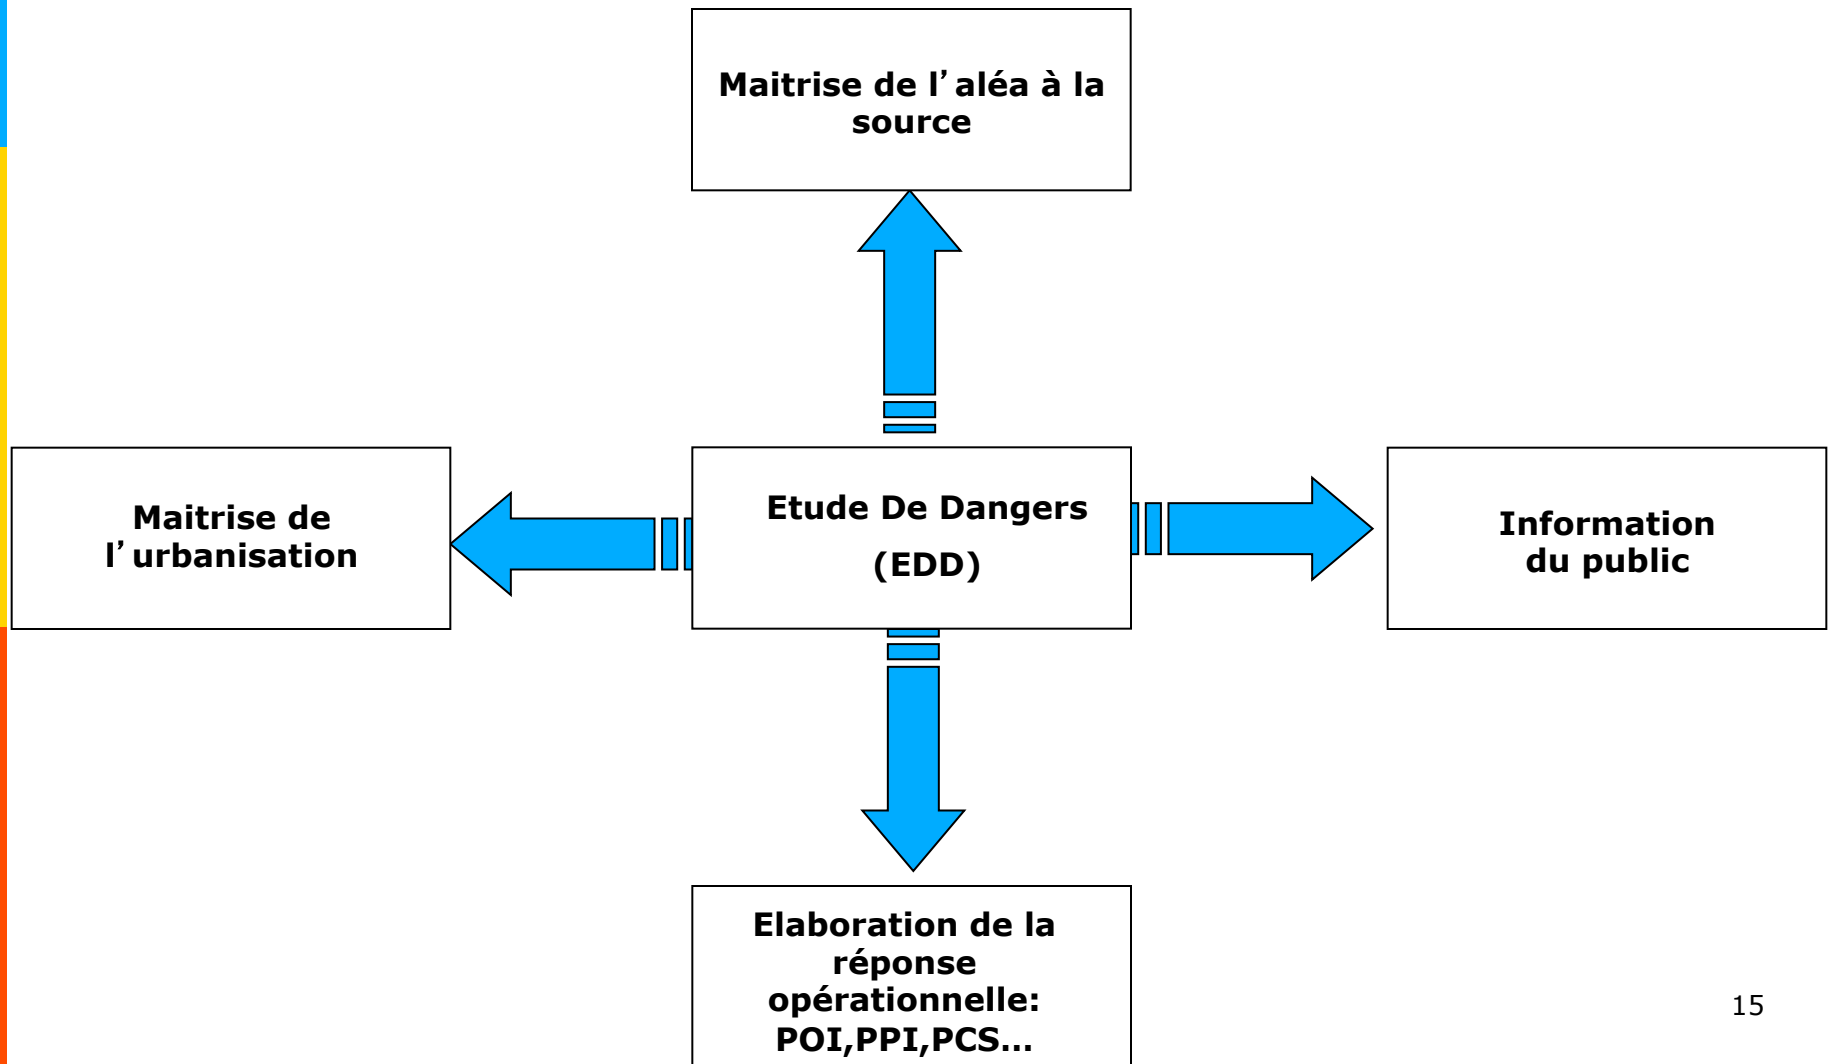 Maitrise de l’aléa à la
source
Maitrise de
l’urbanisation
Etude De Dangers
(EDD)
Information
du public
Elaboration de la
réponse
opérationnelle:
POI,PPI,PCS...
15